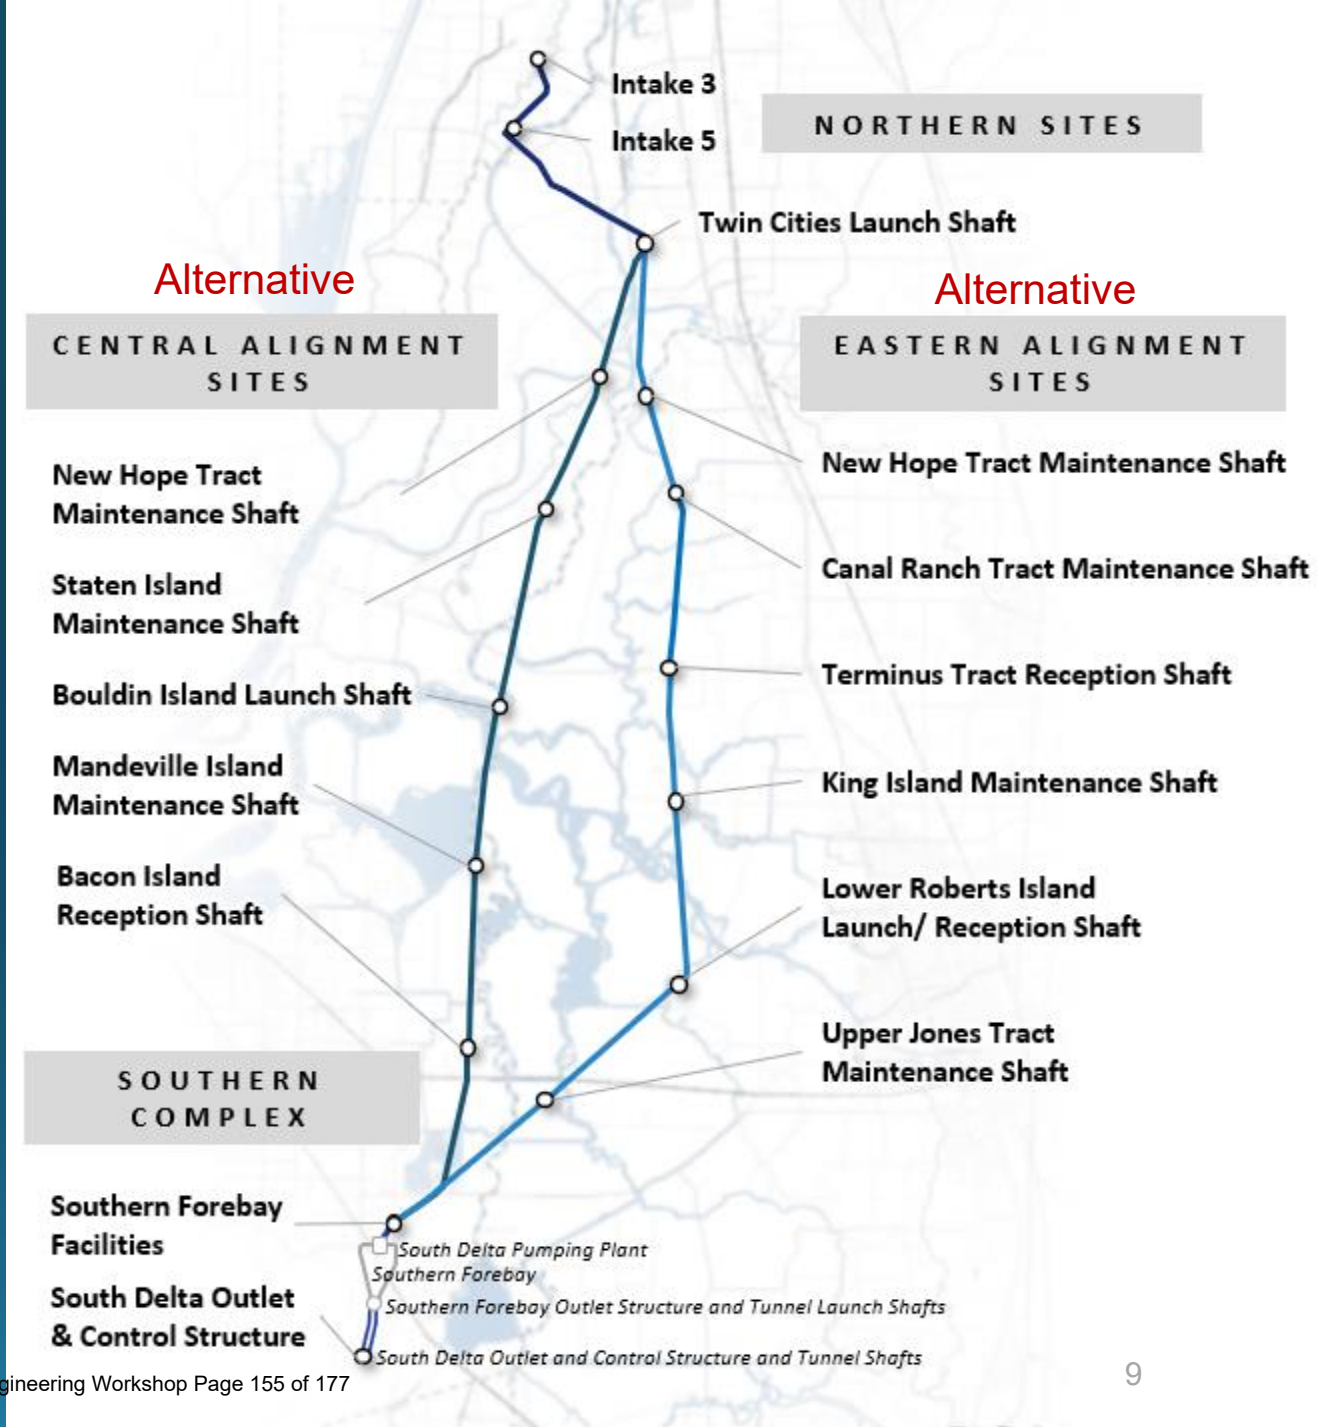 Intake 3
Intake 5
NORTHERN SITES
Twin Cities Launch Shaft
Alternative
CENTRAL ALIGNMENT
SITES
Alternative
EASTERN ALIGNMENT
SITES
New Hope Tract
Maintenance Shaft
Staten Island
Maintenance Shaft
Bouldin Island Launch Shaft
Mandeville Island
Maintenance Shaft
Bacon Island
Reception Shaft
New Hope Tract Maintenance Shaft
Canal Ranch Tract Maintenance Shaft
Terminus Tract Reception Shaft
King Island Maintenance Shaft
Lower Roberts Island
Launch/ Reception Shaft
Upper Jones Tract
Maintenance Shaft
SOUTHERN
COMPLEX
Southern Forebay
Facilities
South Delta Outlet
& Control Structure
South Delta Pumping Plant
Southern Forebay
Southern Forebay Outlet Structure and Tunnel Launch Shafts
South Delta Outlet and Control Structure and Tunnel Shafts
gineering Workshop Page 155 of 177
9